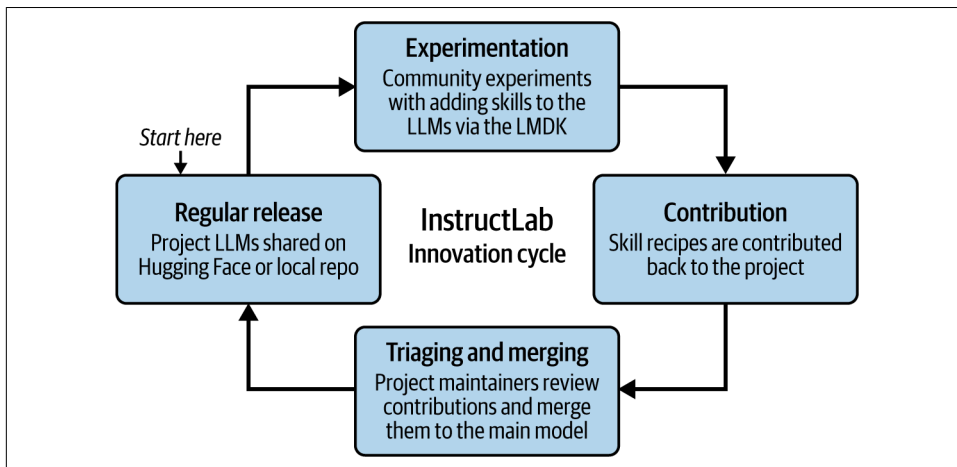 Experimentation
Community experiments
with adding skills to the
LLMs via the LMDK
Start here
Regular release
Project LLMs shared on
Hugging Face or local repo
InstructLab
Innovation cycle
Contribution
Skill recipes are contributed
back to the project
Triaging and merging
Project maintainers review
contributions and merge
them to the main model